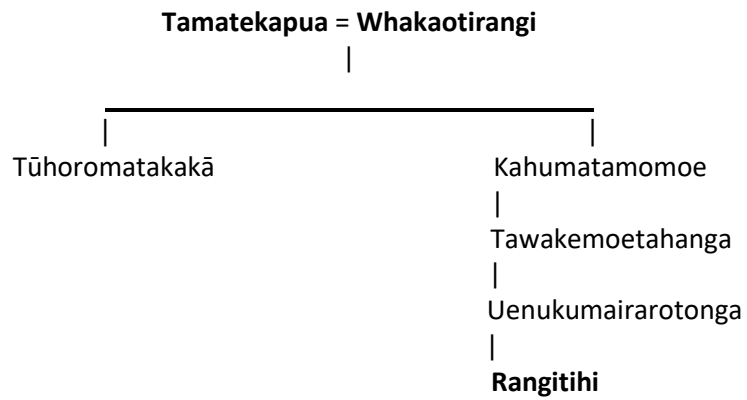 Tamatekapua = Whakaotirangi
Tūhoromatakakā Kahumatamomoe
Tawakemoetahanga
Uenukumairarotonga
Rangitihi